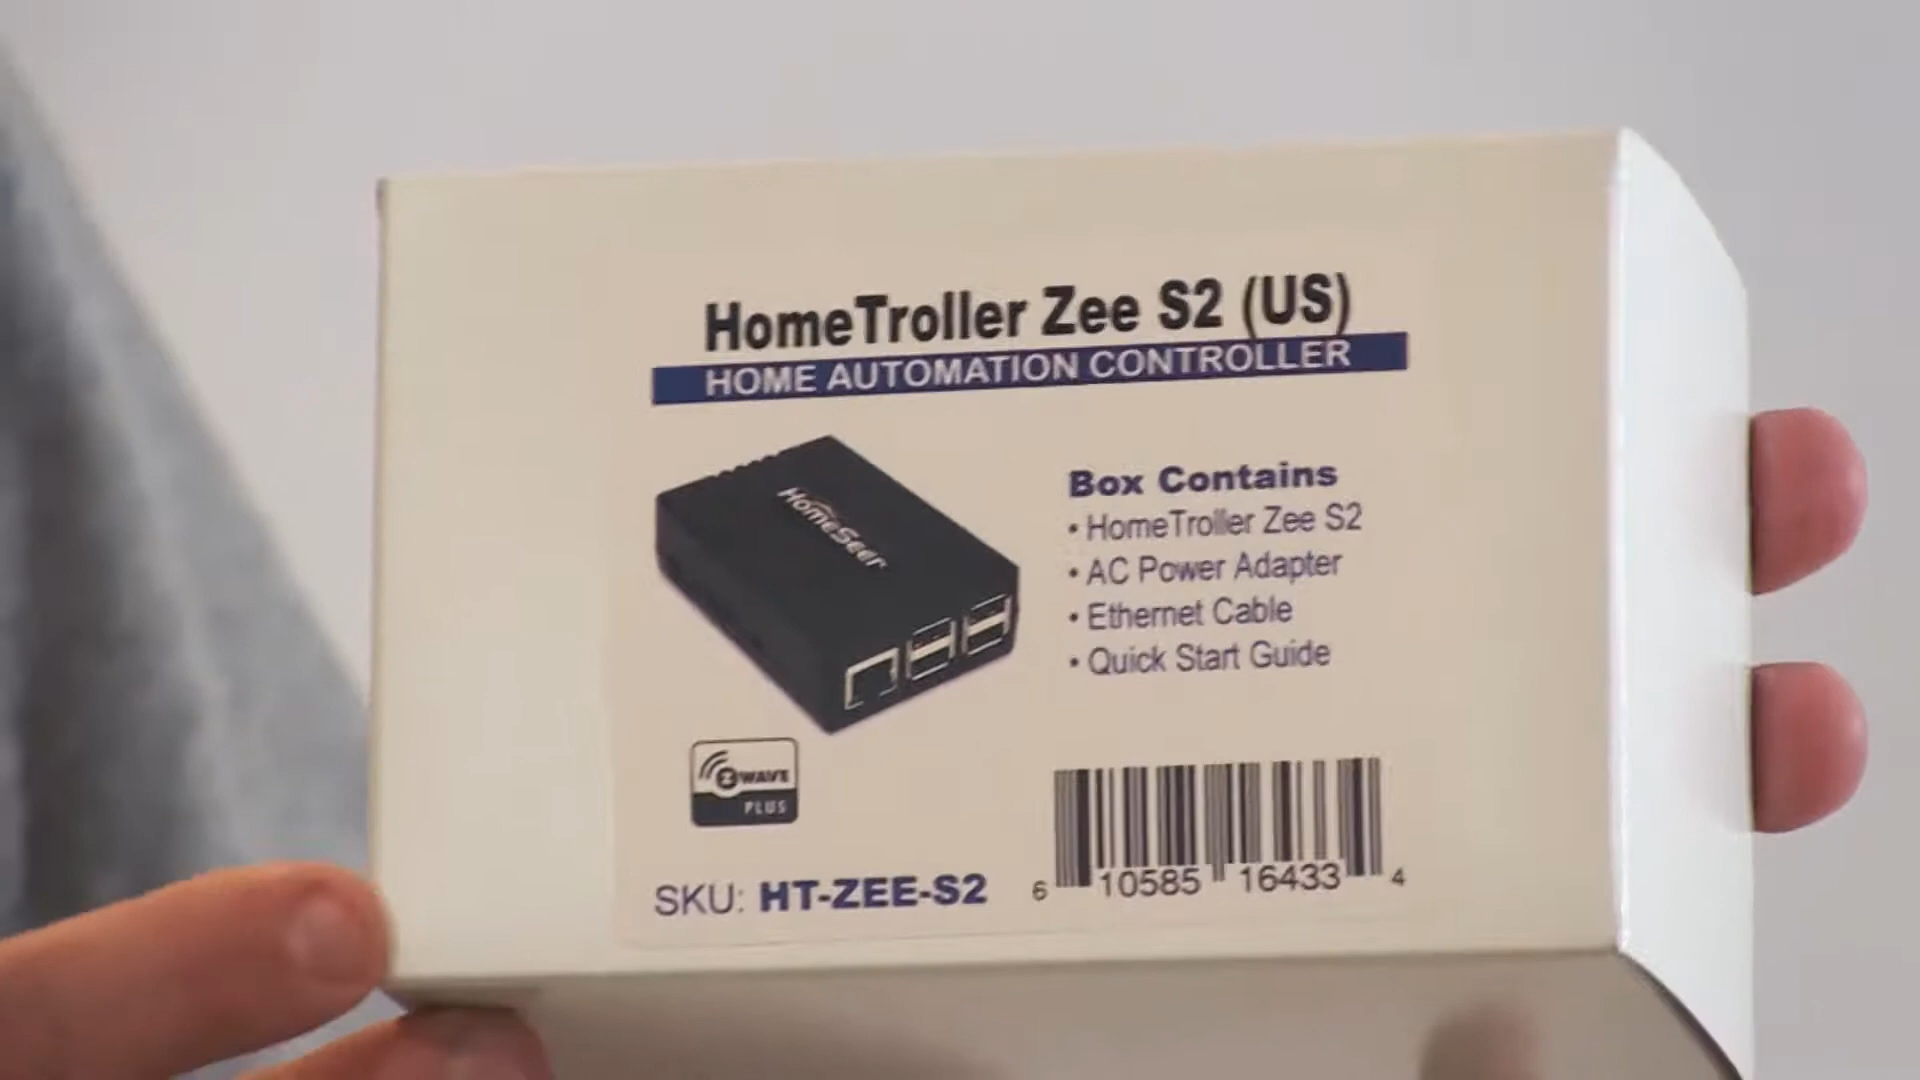 HomeTroller Zee S2 (US)
HOME AUTOMATION CONTROLLER
HomeSeer
Box Contains
• HomeTroller Zee S2
• AC Power Adapter
• Ethernet Cable
• Quick Start Guide
Z WAVE
PLUS
SKU: HT-ZEE-S2
6 10585 16433 4